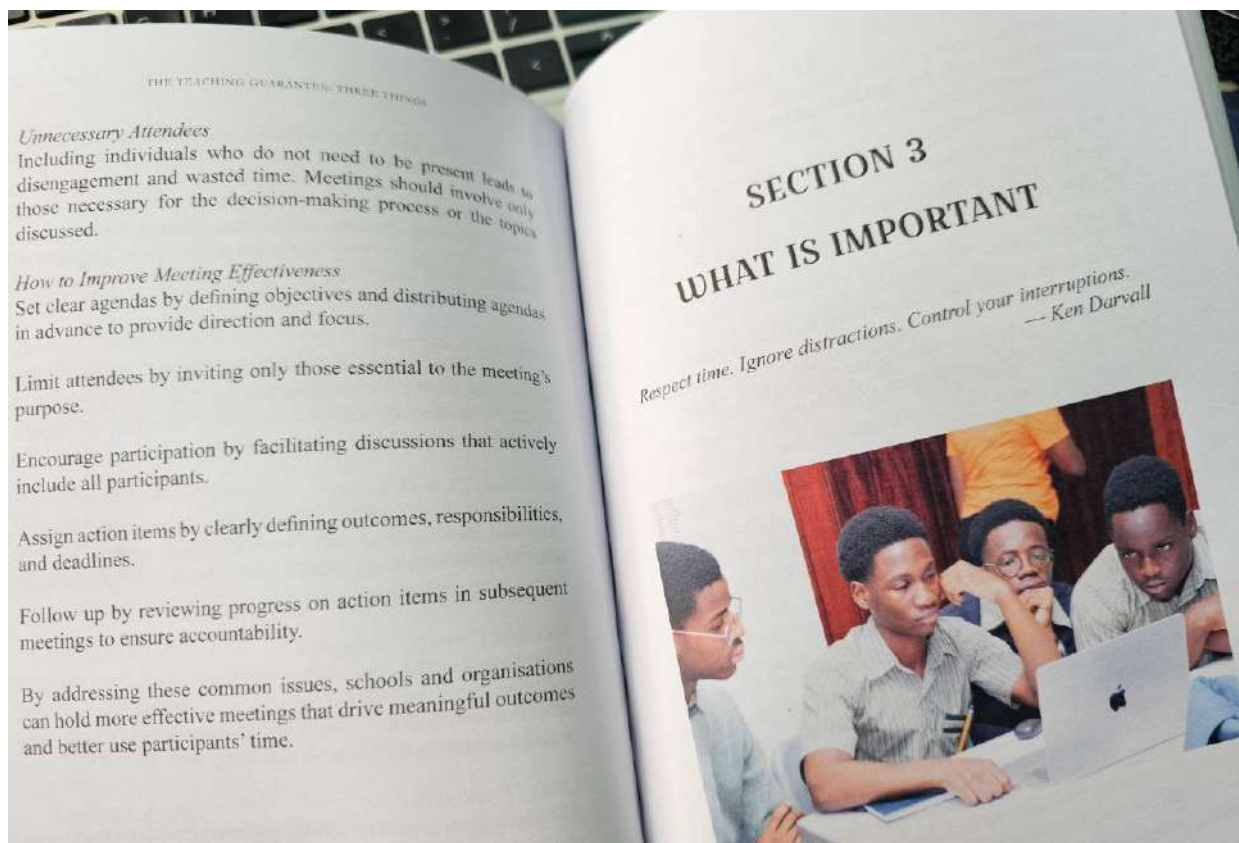 THE TEACHING GUARANTEE: THREE THINGS
Unnecessary Attendees
Including individuals who do not need to be present leads to
disengagement and wasted time. Meetings should involve only
those necessary for the decision-making process or the topics
discussed.
How to Improve Meeting Effectiveness
Set clear agendas by defining objectives and distributing agendas
in advance to provide direction and focus.
Limit attendees by inviting only those essential to the meeting's
purpose.
Encourage participation by facilitating discussions that actively
include all participants.
Assign action items by clearly defining outcomes, responsibilities,
and deadlines.
Follow up by reviewing progress on action items in subsequent
meetings to ensure accountability.
By addressing these common issues, schools and organisations
can hold more effective meetings that drive meaningful outcomes
and better use participants' time.
SECTION 3
WHAT IS IMPORTANT
Respect time. Ignore distractions. Control your interruptions.
— Ken Darvall